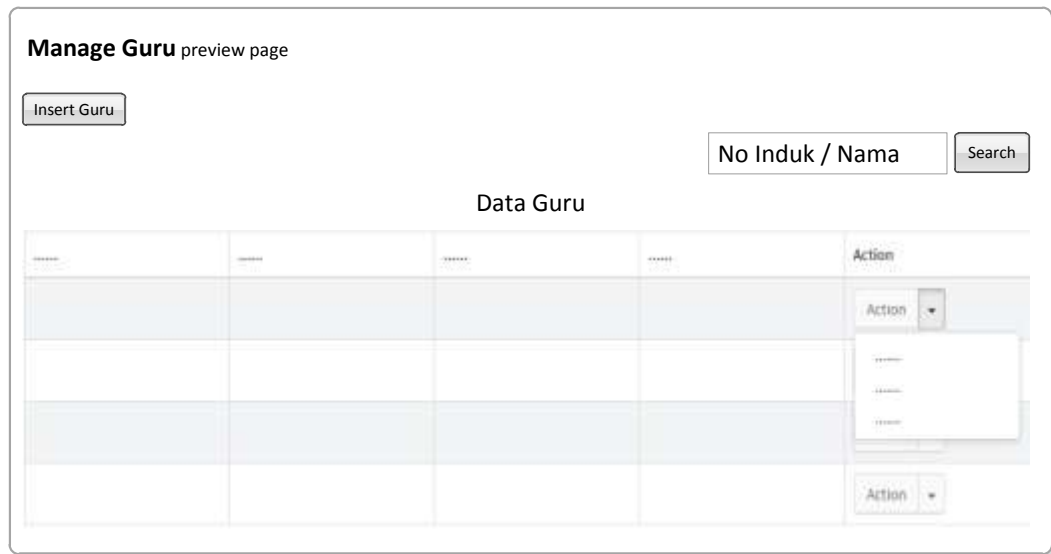 Manage Guru preview page
Insert Guru
No Induk / Nama Search
Data Guru
....... ....... ....... ....... Action
Action
.......
.......
.......
Action